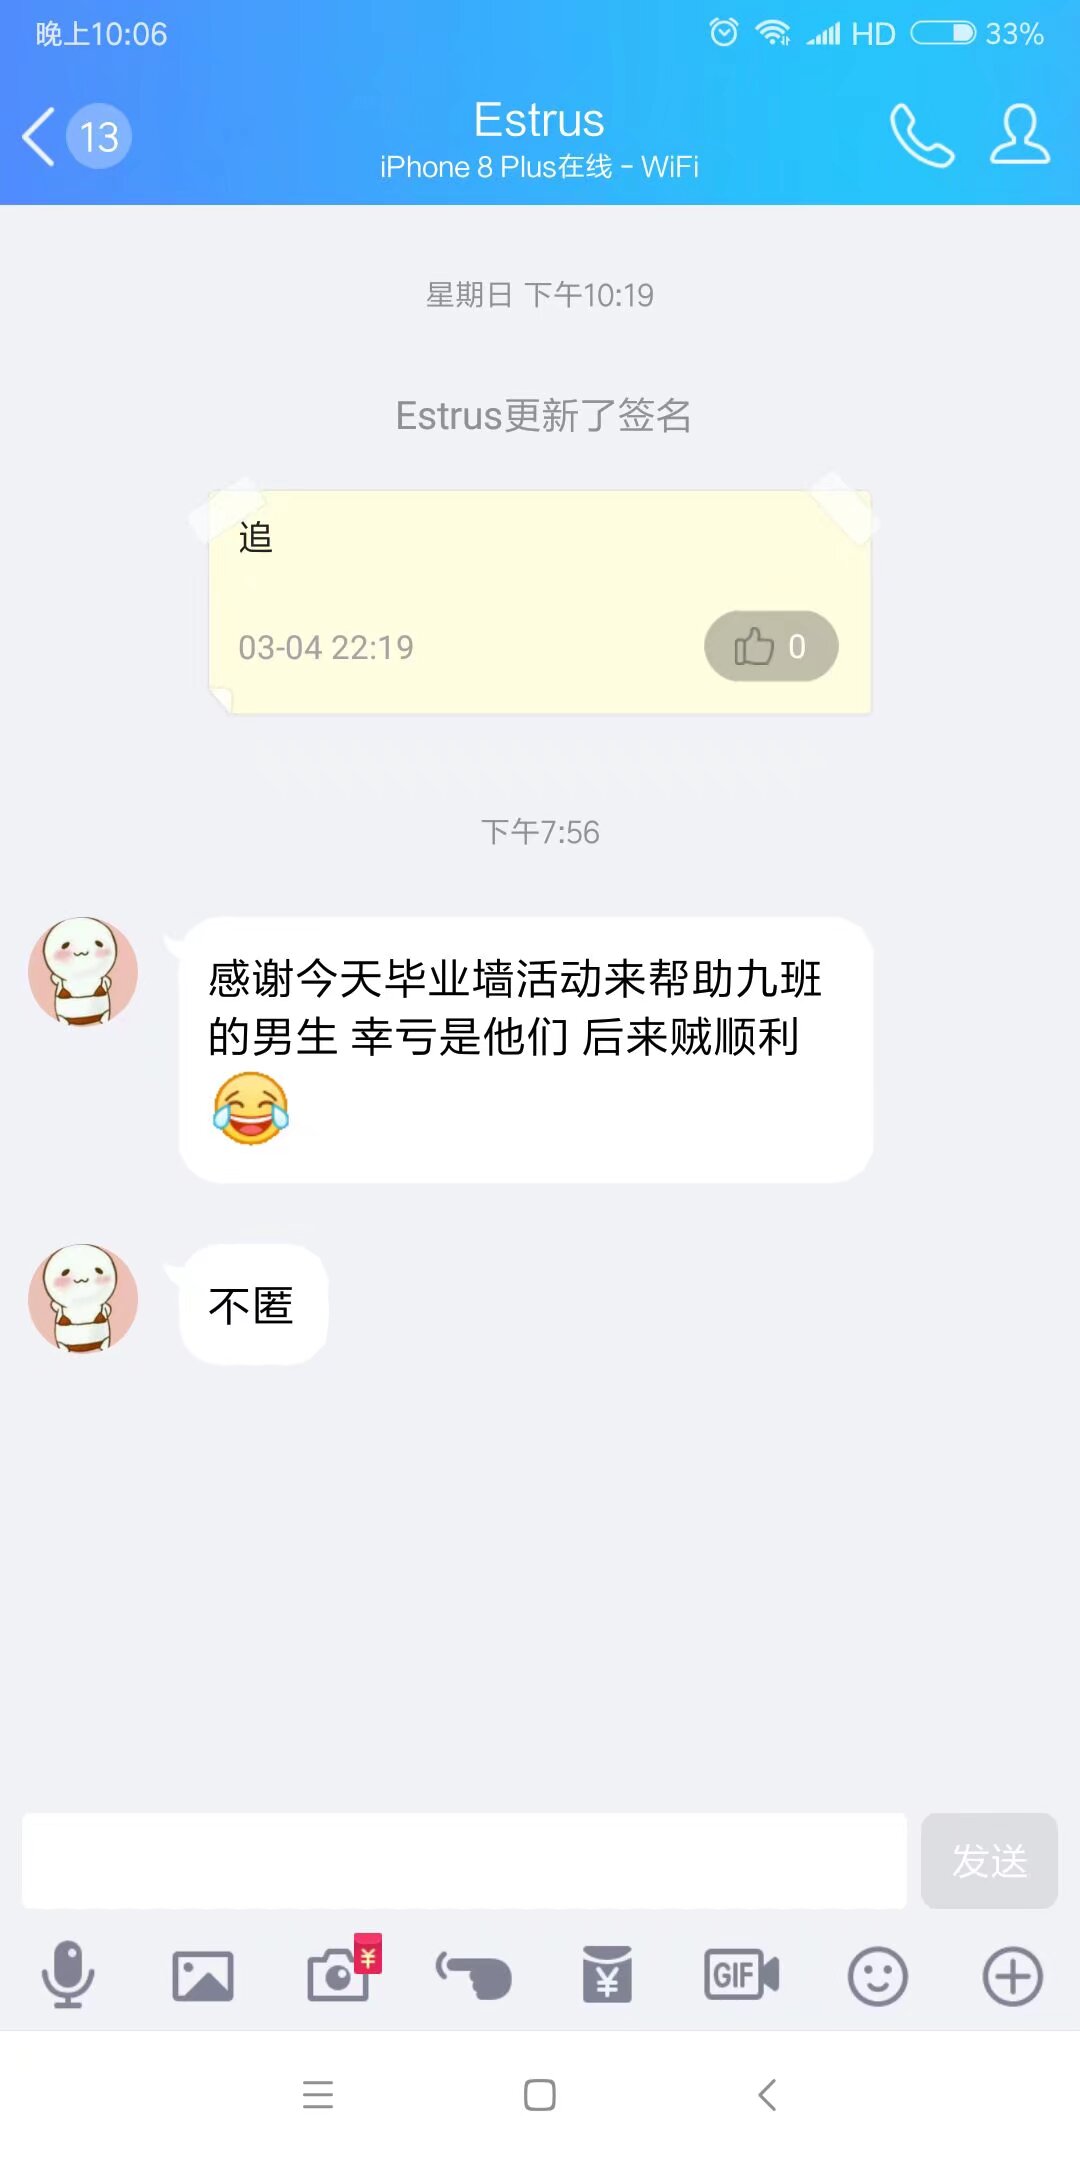 晚上10:06
HD
33%
13
Estrus
iPhone 8 Plus在线 - WiFi
星期日 下午10:19
Estrus更新了签名
追
03-04 22:19
0
下午7:56
感谢今天毕业墙活动来帮助九班
的男生 幸亏是他们 后来贼顺利
不匿
发送
¥
¥
GIF